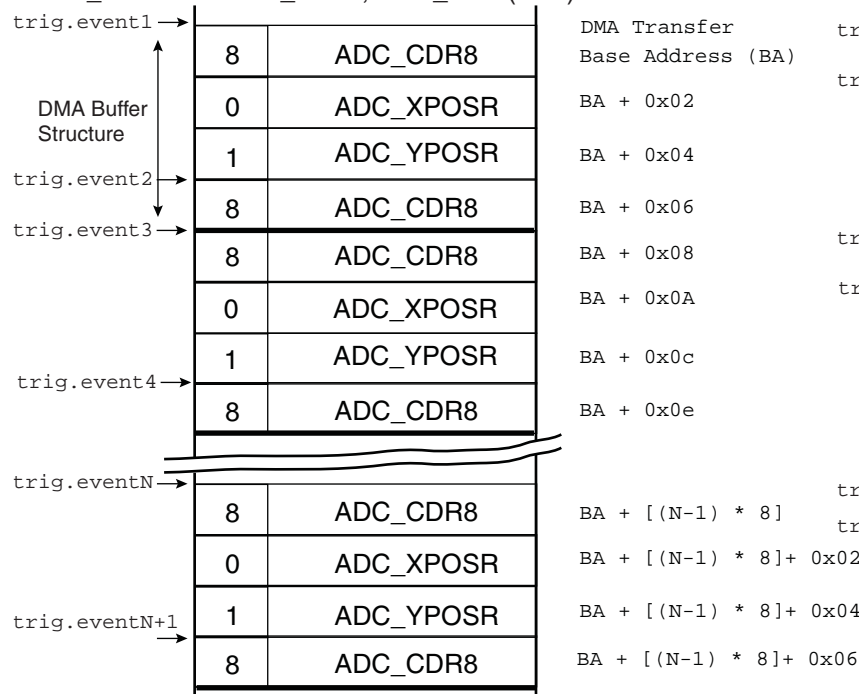 trig.event1
DMA Transfer
Base Address (BA)
8 ADC_CDR8
DMA Buffer
Structure
0 ADC_XPOSR BA + 0x02
1 ADC_YPOSR BA + 0x04
trig.event2
8 ADC_CDR8 BA + 0x06
trig.event3
8 ADC_CDR8 BA + 0x08
0 ADC_XPOSR BA + 0x0A
1 ADC_YPOSR BA + 0x0c
trig.event4
8 ADC_CDR8 BA + 0x0e
trig.eventN
8 ADC_CDR8 BA + [(N-1) * 8]
0 ADC_XPOSR BA + [(N-1) * 8]+ 0x02
1 ADC_YPOSR BA + [(N-1) * 8]+ 0x04
trig.eventN+1
8 ADC_CDR8 BA + [(N-1) * 8]+ 0x06